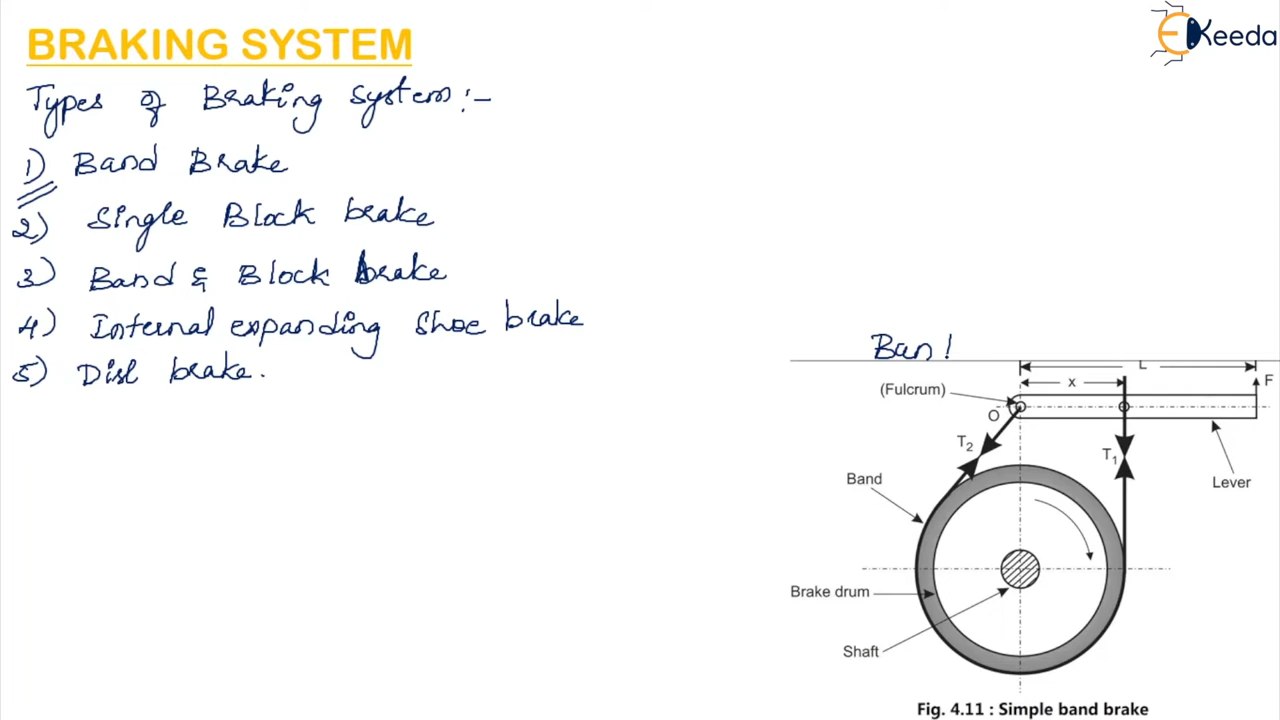 BRAKING SYSTEM
EKeeda
Types of Braking System :-
1) Band Brake
2) Single Block brake
3) Band & Block brake
4) Internal expanding Shoe brake
5) Disc brake.
Ban
L
x
F
(Fulcrum)
O
T2
T1
Lever
Band
Brake drum
Shaft
Fig. 4.11 : Simple band brake